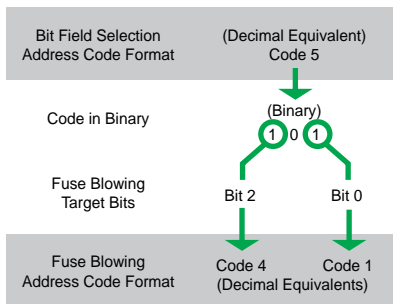 Bit Field Selection
Address Code Format
(Decimal Equivalent)
Code 5
Code in Binary
(Binary)
1 0 1
Fuse Blowing
Target Bits
Bit 2
Bit 0
Fuse Blowing
Address Code Format
Code 4
Code 1
(Decimal Equivalents)